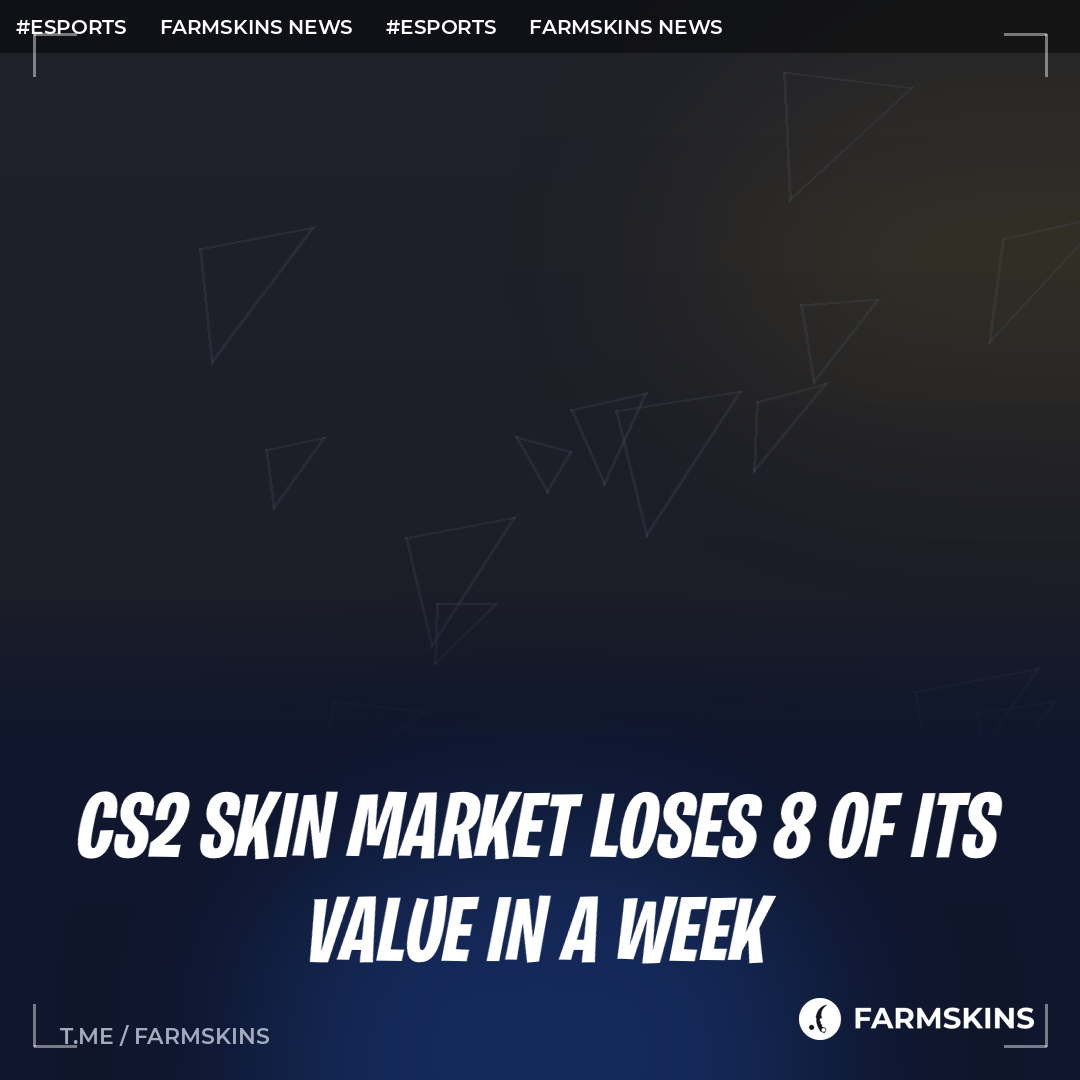 #ESPORTS FARMSKINS NEWS #ESPORTS FARMSKINS NEWS
CS2 SKIN MARKET LOSES 8 OF ITS
VALUE IN A WEEK
T.ME / FARMSKINS
FARMSKINS